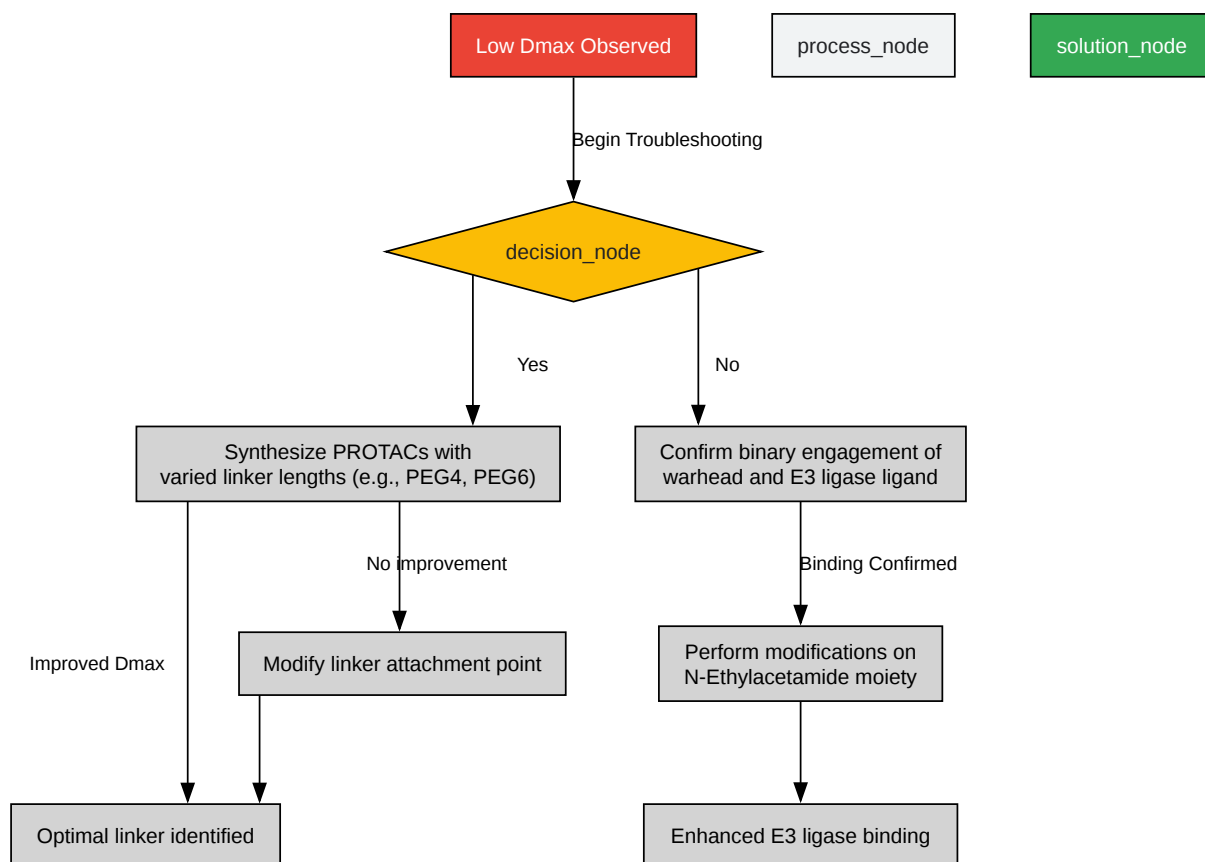 Low Dmax Observed
process_node
solution_node
Begin Troubleshooting
decision_node
Yes
No
Synthesize PROTACs with
varied linker lengths (e.g., PEG4, PEG6)
Confirm binary engagement of
warhead and E3 ligase ligand
No improvement
Binding Confirmed
Improved Dmax
Modify linker attachment point
Perform modifications on
N-Ethylacetamide moiety
Optimal linker identified
Enhanced E3 ligase binding